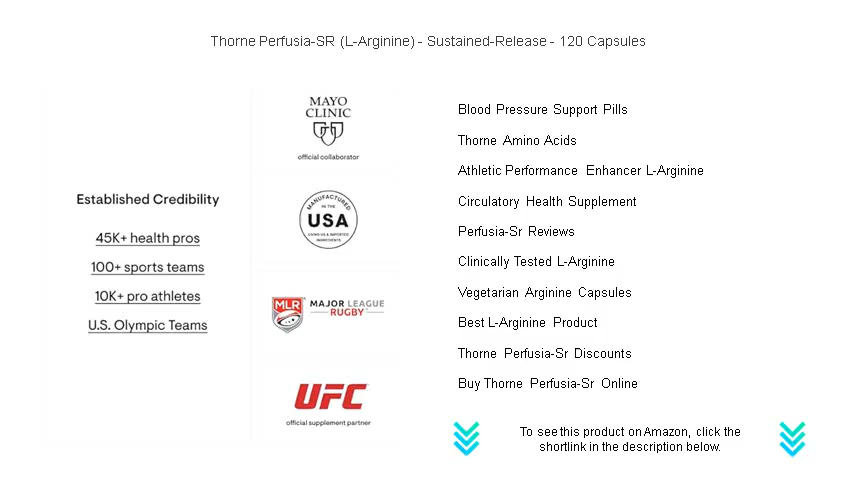 Thorne Perfusia-SR (L-Arginine) - Sustained-Release - 120 Capsules
Established Credibility
45K+ health pros
100+ sports teams
10K+ pro athletes
U.S. Olympic Teams
MAYO
CLINIC
official collaborator
MANUFACTURED
IN THE
USA
USING US & IMPORTED
INGREDIENTS
MLR
MAJOR LEAGUE
RUGBY
UFC
official supplement partner
Blood Pressure Support Pills
Thorne Amino Acids
Athletic Performance Enhancer L-Arginine
Circulatory Health Supplement
Perfusia-Sr Reviews
Clinically Tested L-Arginine
Vegetarian Arginine Capsules
Best L-Arginine Product
Thorne Perfusia-Sr Discounts
Buy Thorne Perfusia-Sr Online
To see this product on Amazon, click the
shortlink in the description below.